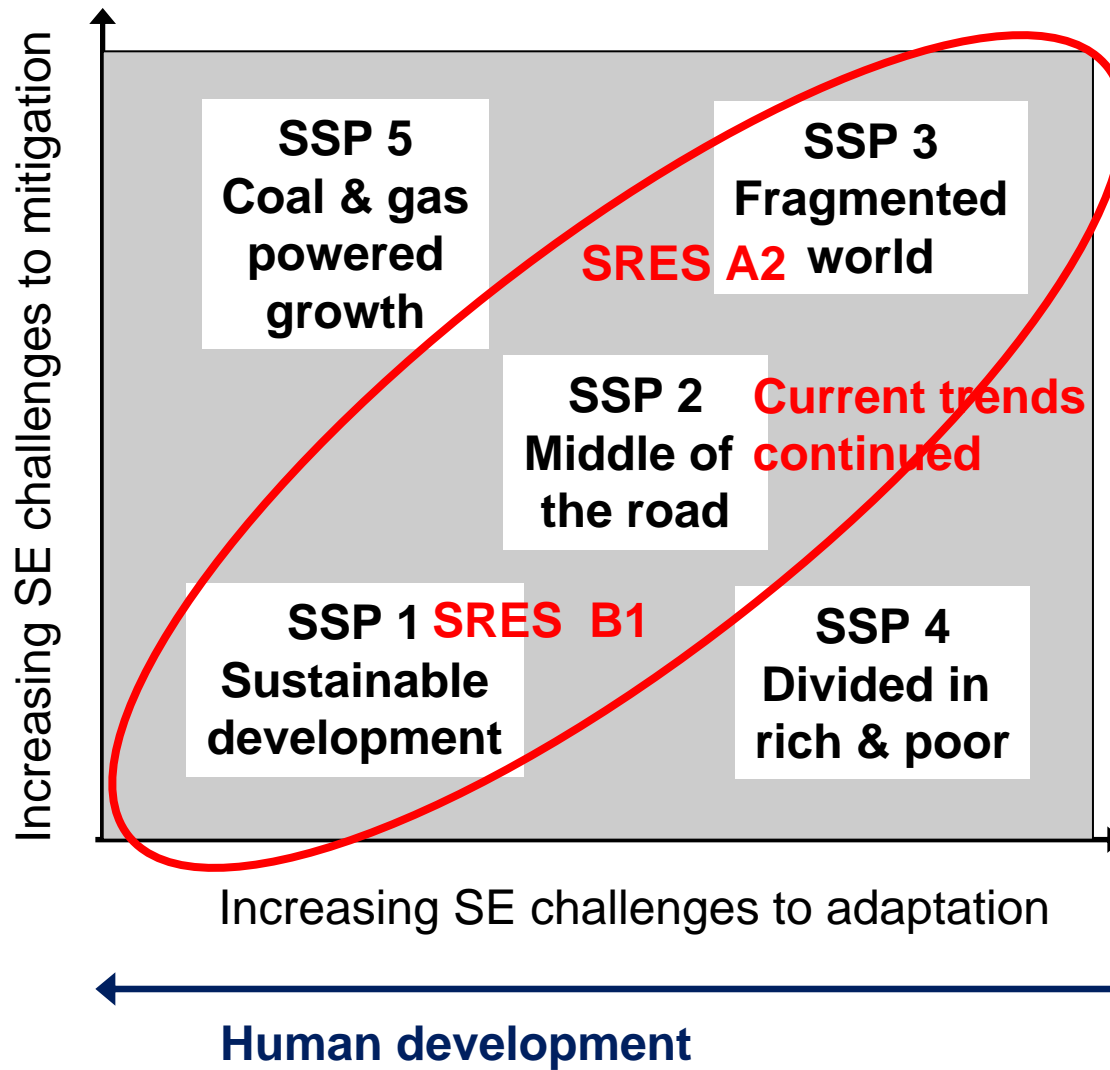 Increasing SE challenges to mitigation
SSP 5
Coal & gas
powered
growth
SSP 3
Fragmented
world
SRES A2
SSP 2
Middle of
the road
Current trends
continued
SSP 1
Sustainable
development
SRES B1
SSP 4
Divided in
rich & poor
Increasing SE challenges to adaptation
Human development